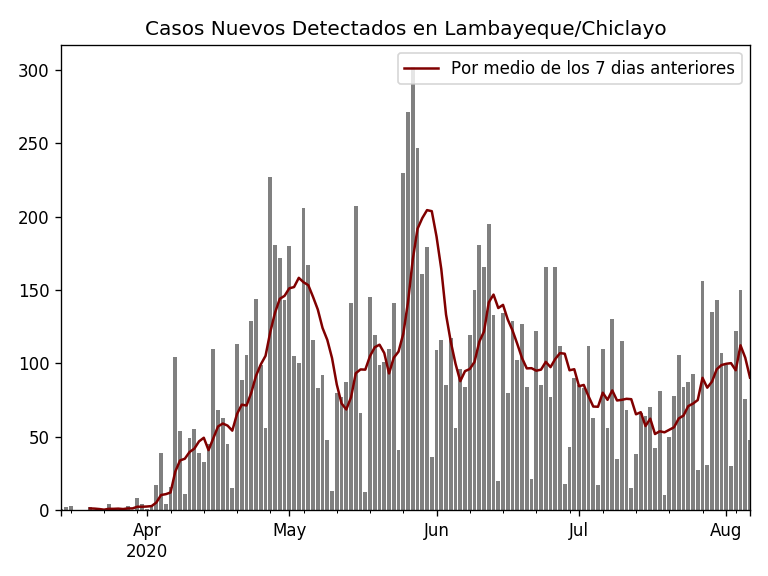 Casos Nuevos Detectados en Lambayeque/Chiclayo
Por medio de los 7 dias anteriores
300
250
200
150
100
50
0
Apr May Jun Jul Aug
2020